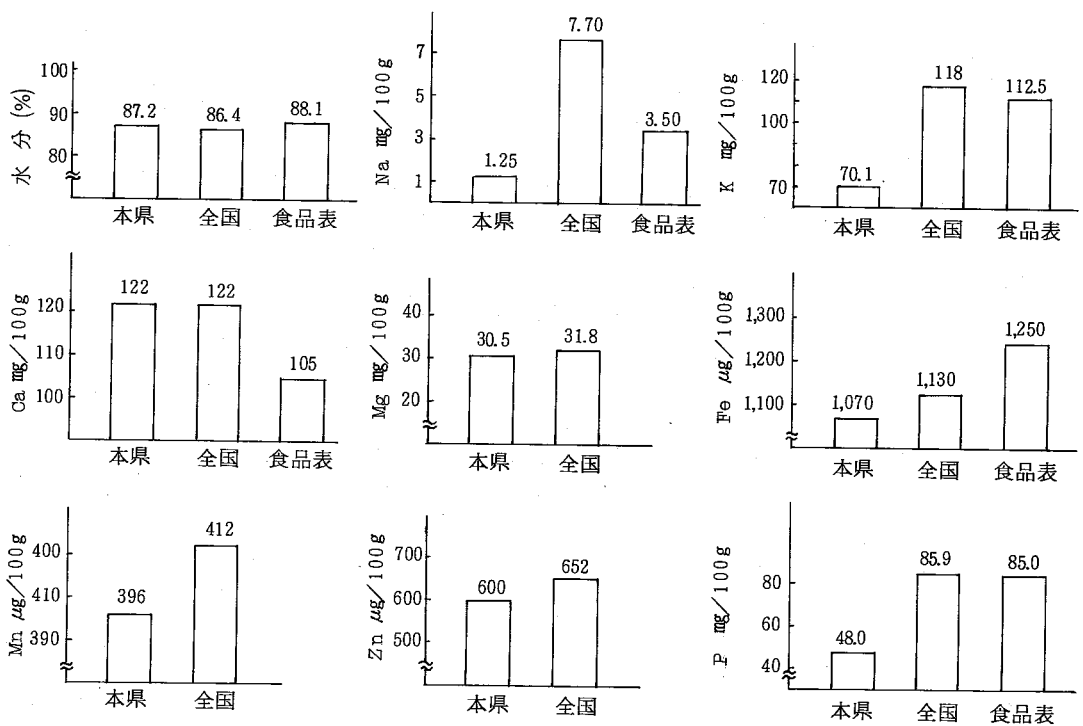 水分 (%)
100
90
80
87.2
86.4
88.1
本県
全国
食品表
Na mg/100g
7
5
3
1
1.25
7.70
3.50
本県
全国
食品表
K mg/100g
120
100
70
70.1
118
112.5
本県
全国
食品表
Ca mg/100g
120
110
100
122
122
105
本県
全国
食品表
Mg mg/100g
40
30
20
30.5
31.8
本県
全国
Fe μg/100g
1,300
1,200
1,100
1,070
1,130
1,250
本県
全国
食品表
Mn μg/100g
400
410
390
396
412
本県
全国
Zn μg/100g
700
600
500
600
652
本県
全国
P mg/100g
80
60
40
48.0
85.9
85.0
本県
全国
食品表